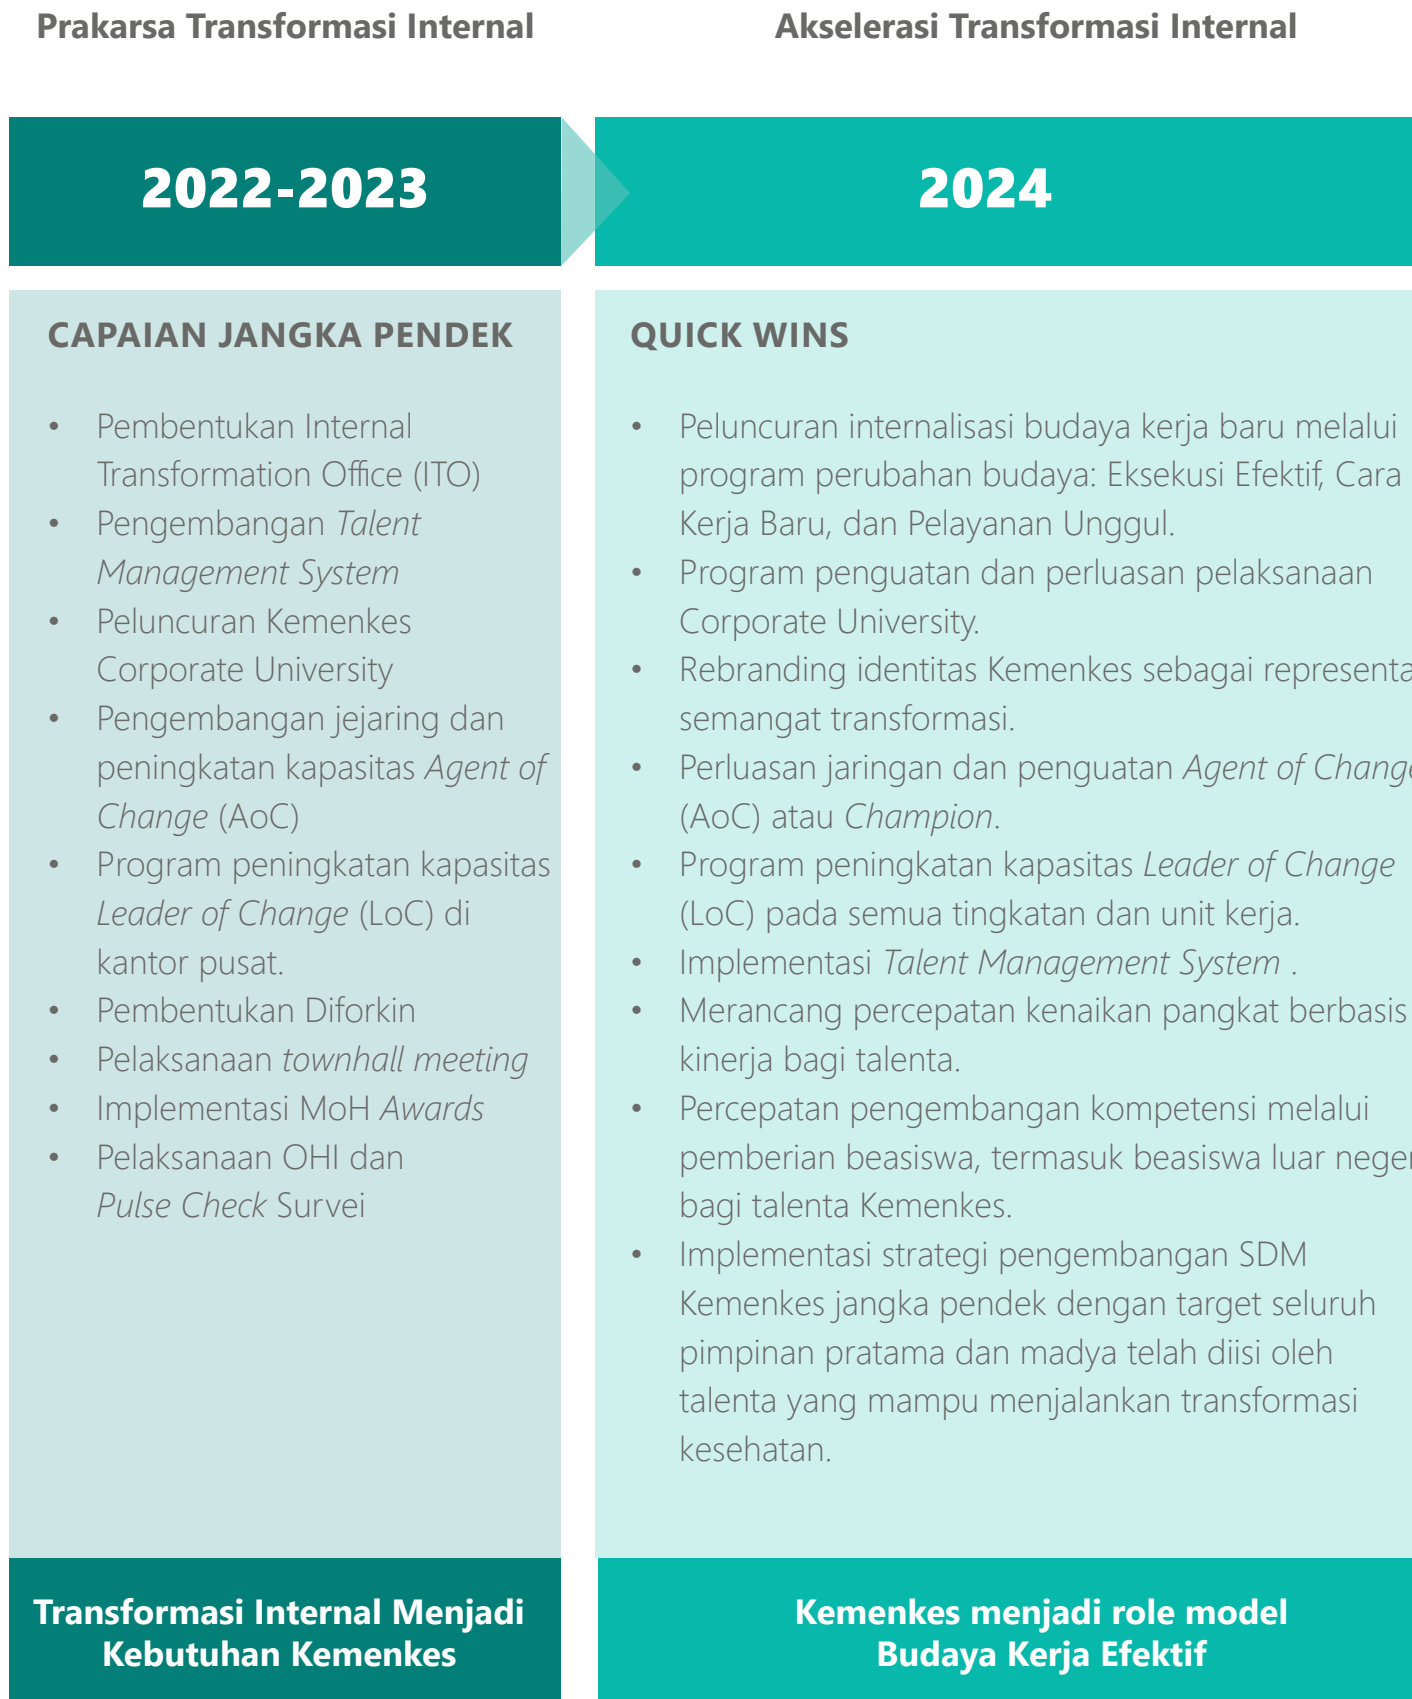 Prakarsa Transformasi Internal
Akselerasi Transformasi Internal
2022-2023
2024
CAPAIAN JANGKA PENDEK
• Pembentukan Internal
Transformation Office (ITO)
• Pengembangan Talent
Management System
• Peluncuran Kemenkes
Corporate University
• Pengembangan jejaring dan
peningkatan kapasitas Agent of
Change (AoC)
• Program peningkatan kapasitas
Leader of Change (LoC) di
kantor pusat.
• Pembentukan Diforkin
• Pelaksanaan townhall meeting
• Implementasi MoH Awards
• Pelaksanaan OHI dan
Pulse Check Survei
Transformasi Internal Menjadi
Kebutuhan Kemenkes
QUICK WINS
• Peluncuran internalisasi budaya kerja baru melalui
program perubahan budaya: Eksekusi Efektif, Cara
Kerja Baru, dan Pelayanan Unggul.
• Program penguatan dan perluasan pelaksanaan
Corporate University.
• Rebranding identitas Kemenkes sebagai representa
semangat transformasi.
• Perluasan jaringan dan penguatan Agent of Change
(AoC) atau Champion.
• Program peningkatan kapasitas Leader of Change
(LoC) pada semua tingkatan dan unit kerja.
• Implementasi Talent Management System .
• Merancang percepatan kenaikan pangkat berbasis
kinerja bagi talenta.
• Percepatan pengembangan kompetensi melalui
pemberian beasiswa, termasuk beasiswa luar neger
bagi talenta Kemenkes.
• Implementasi strategi pengembangan SDM
Kemenkes jangka pendek dengan target seluruh
pimpinan pratama dan madya telah diisi oleh
talenta yang mampu menjalankan transformasi
kesehatan.
Kemenkes menjadi role model
Budaya Kerja Efektif